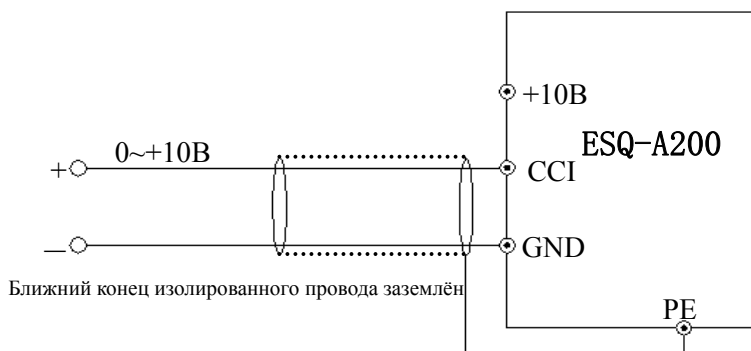 +10В
ESQ-A200
0~+10В
+
CCI
−
GND
Ближний конец изолированного провода заземлён
PE